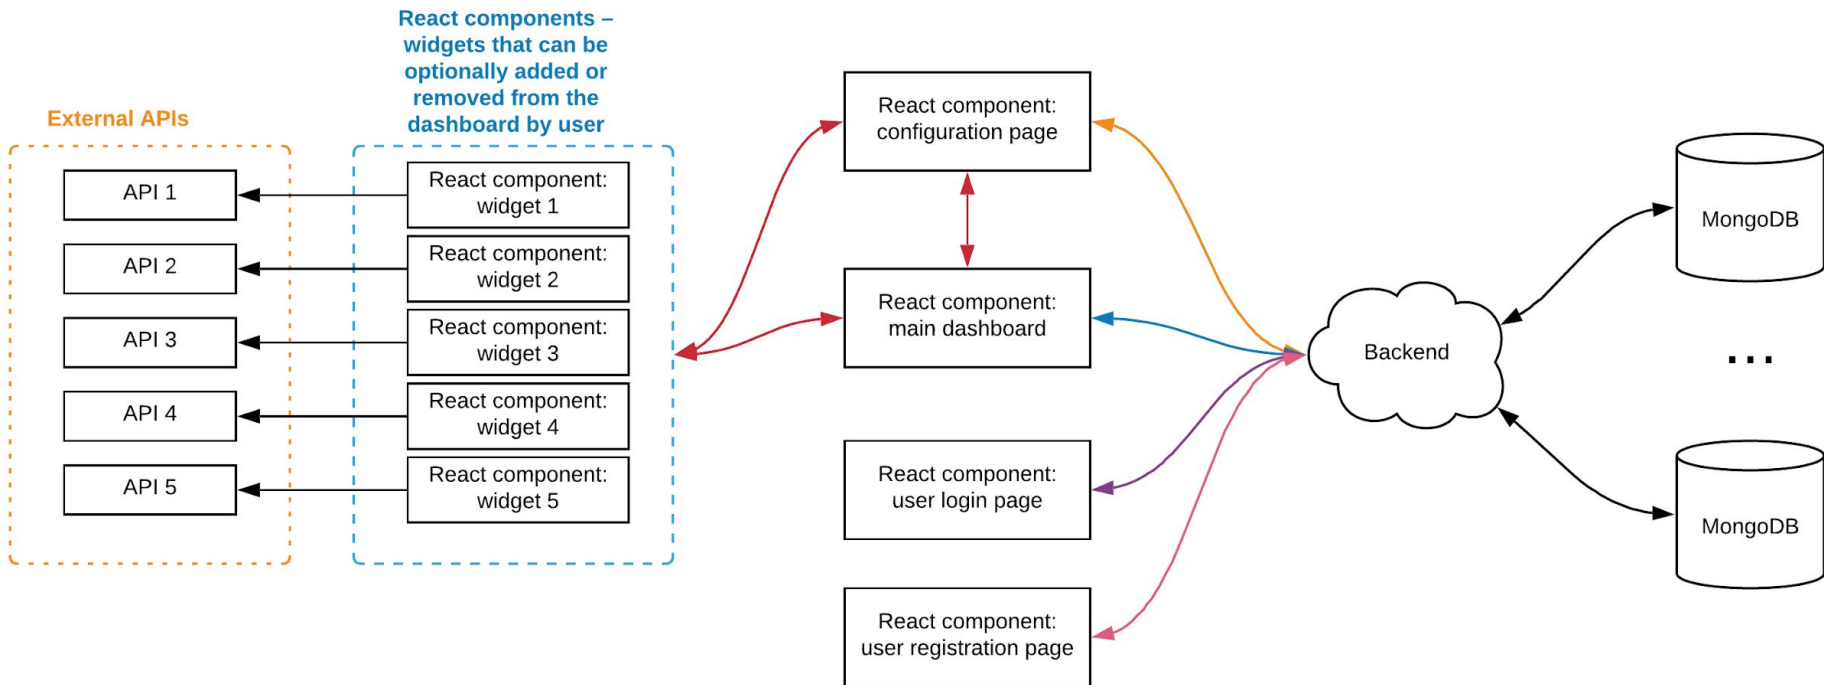 React components –
widgets that can be
optionally added or
removed from the
dashboard by user
External APIs
API 1
API 2
API 3
API 4
API 5
React component:
widget 1
React component:
widget 2
React component:
widget 3
React component:
widget 4
React component:
widget 5
React component:
configuration page
React component:
main dashboard
React component:
user login page
React component:
user registration page
Backend
MongoDB
...
MongoDB